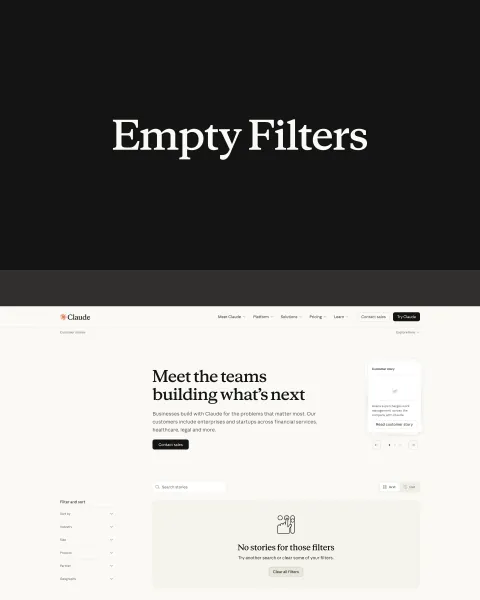 Empty Filters
Claude
Meet Claude
Platform
Solutions
Pricing
Learn
Contact sales
Try Claude
Customer stories
Meet the teams
building what's next
Businesses build with Claude for the problems that matter most. Our
customers include enterprises and startups across financial services,
healthcare, legal and more.
Contact sales
Customer story
Read customer story
Search stories
Grid
List
Filter and sort
Sort by
Industry
Product
Partner
No stories for those filters
Try another search or clear some of your filters.
Clear all filters